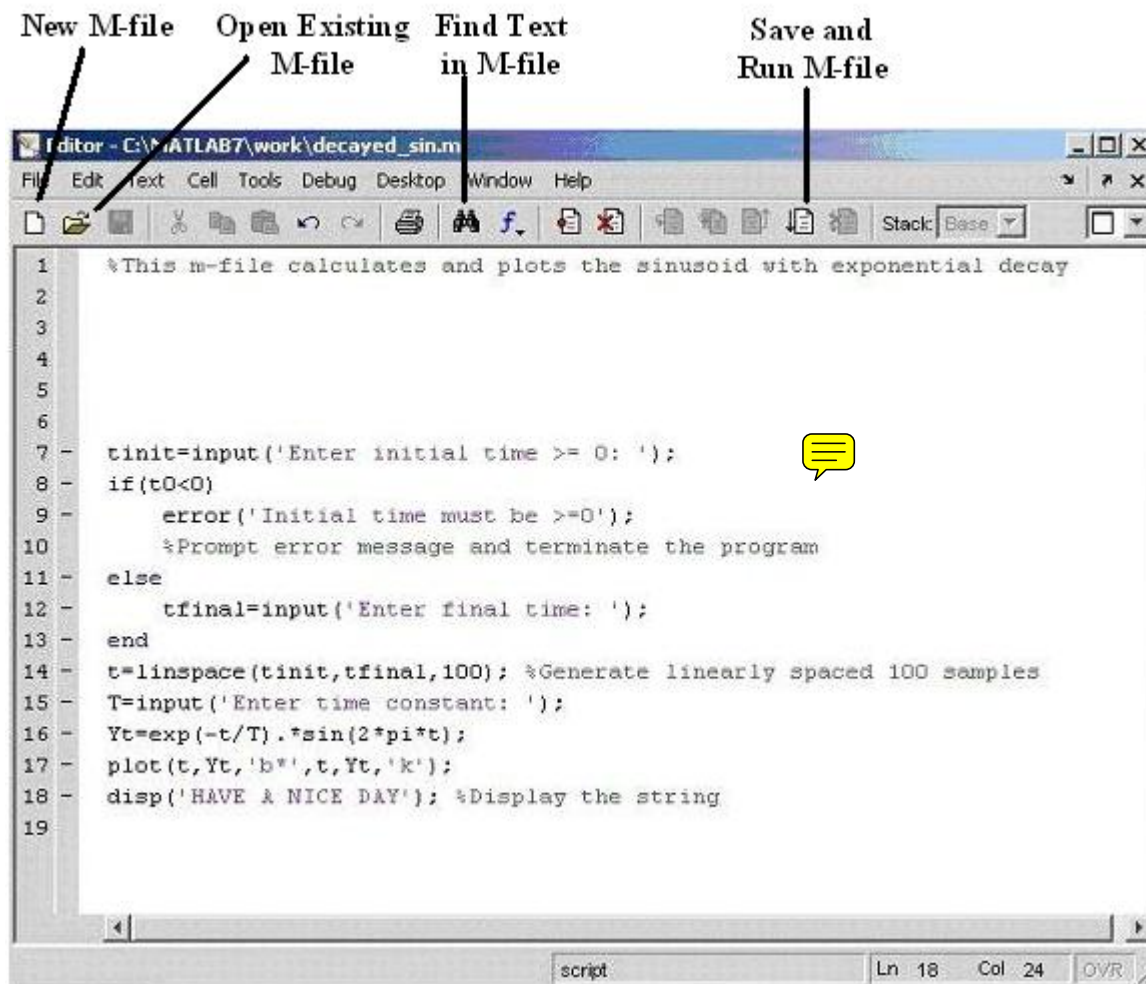 New M-file
Open Existing
M-file
Find Text
in M-file
Save and
Run M-file
Editor - C:\MATLAB7\work\decayed_sin.m
File Edit Text Cell Tools Debug Desktop Window Help
Stack: Base
1 %This m-file calculates and plots the sinusoid with exponential decay
2
3
4
5
6
7 - tinit=input('Enter initial time >= 0: ');
8 - if(t0<0)
9 - error('Initial time must be >=0');
10 %Prompt error message and terminate the program
11 - else
12 - tfinal=input('Enter final time: ');
13 - end
14 - t=linspace(tinit,tfinal,100); %Generate linearly spaced 100 samples
15 - T=input('Enter time constant: ');
16 - Yt=exp(-t/T).*sin(2*pi*t);
17 - plot(t,Yt,'b*',t,Yt,'k');
18 - disp('HAVE A NICE DAY'); %Display the string
19
script Ln 18 Col 24 OVR